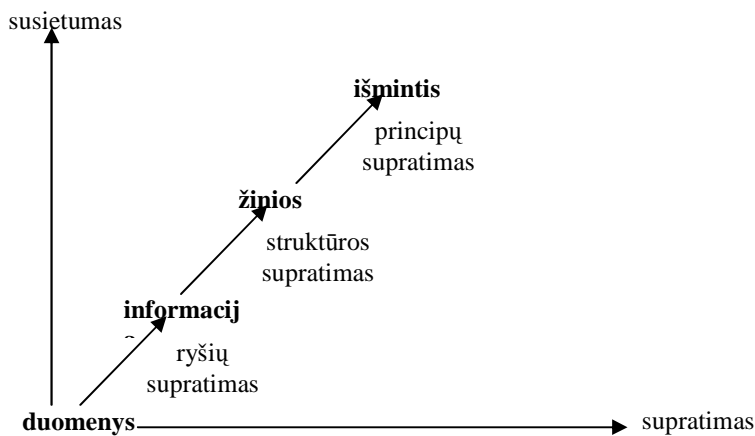 susietumas
išmintis
principų
supratimas
žinios
struktūros
supratimas
informacij
ryšių
supratimas
duomenys
supratimas